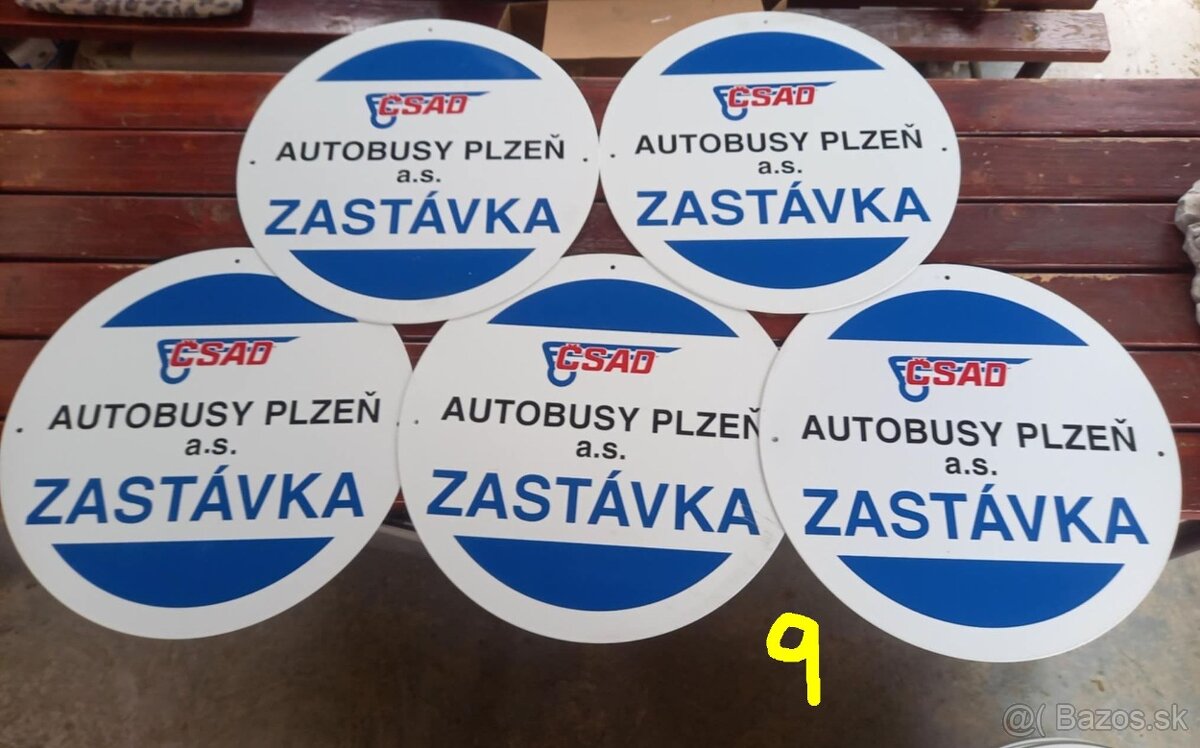 ČSAD
AUTOBUSY PLZEŇ
a.s.
ZASTÁVKA
ČSAD
AUTOBUSY PLZEŇ
a.s.
ZASTÁVKA
ČSAD
AUTOBUSY PLZEŇ
a.s.
ZASTÁVKA
ČSAD
AUTOBUSY PLZEŇ
a.s.
ZASTÁVKA
ČSAD
AUTOBUSY PLZEŇ
a.s.
ZASTÁVKA
9
@( Bazos.sk